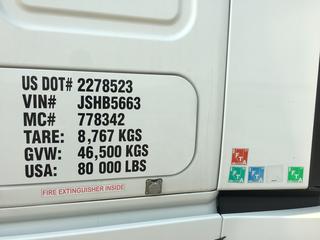 US DOT# 2278523
VIN# JSHB5663
MC# 778342
TARE: 8,767 KGS
GVW: 46,500 KGS
USA: 80 000 LBS
FIRE EXTINGUISHER INSIDE